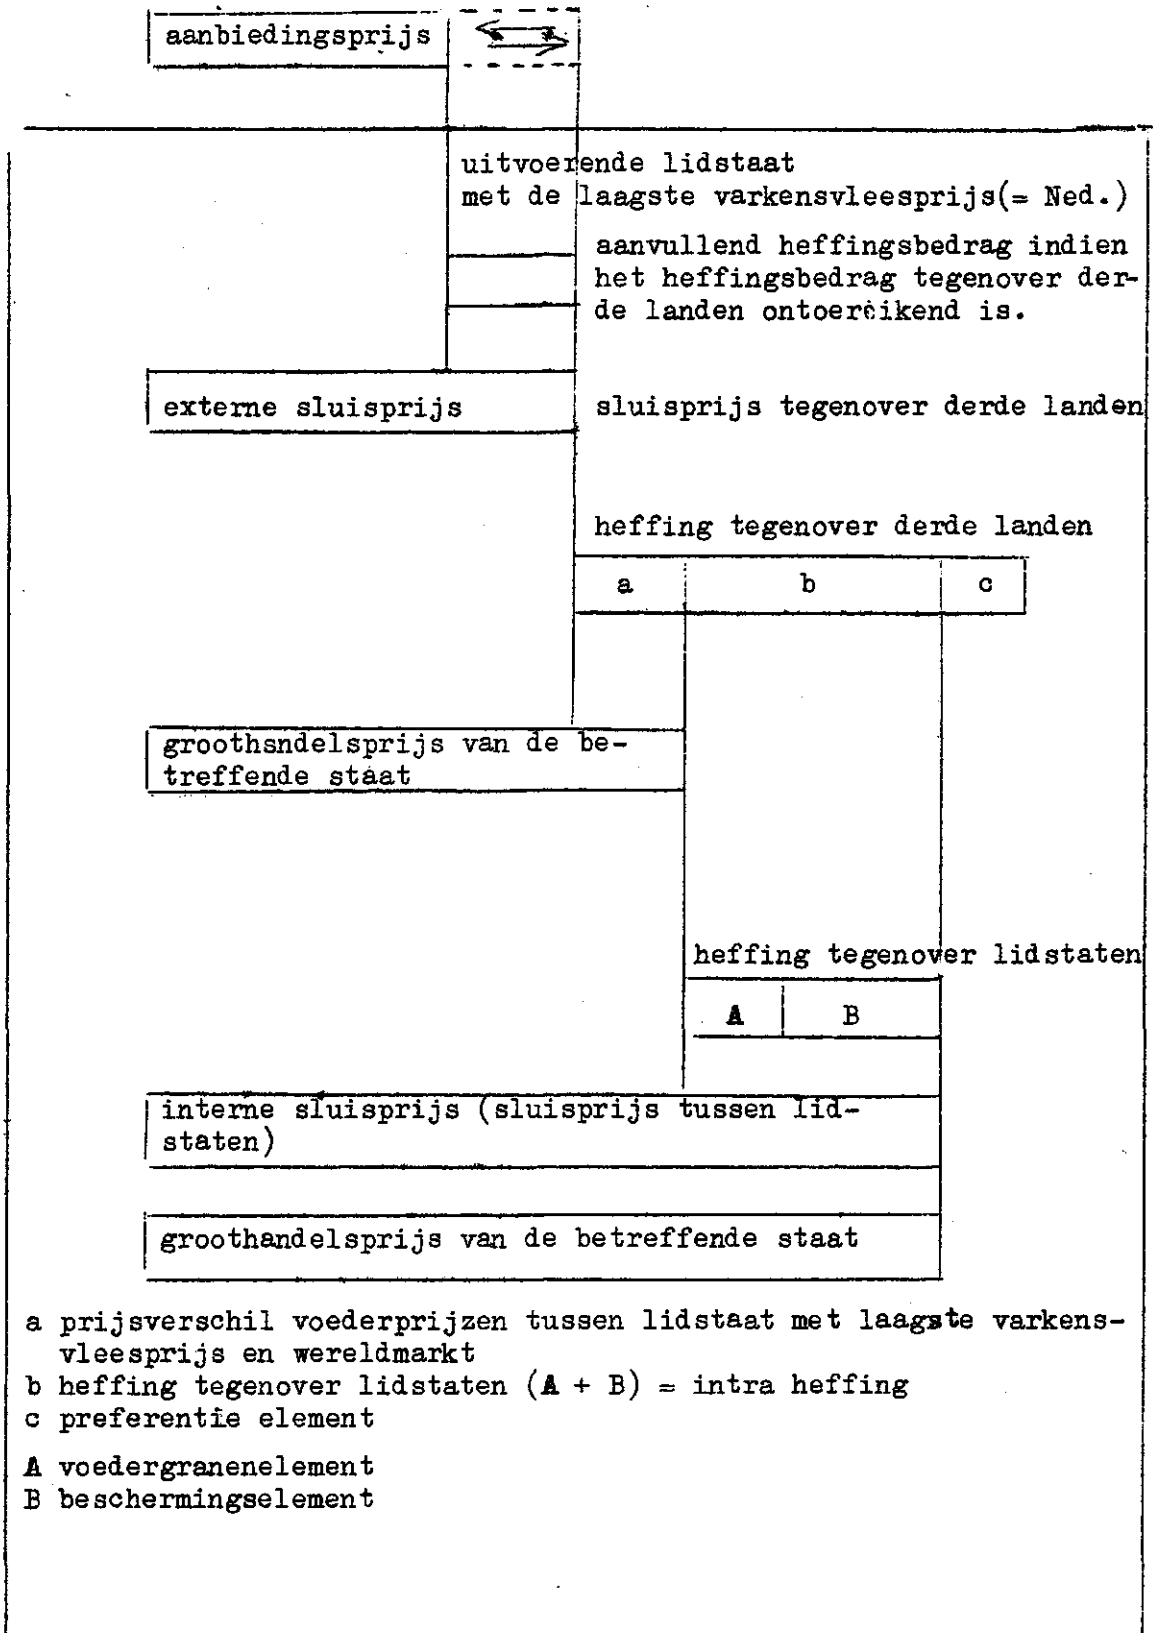 aanbiedingsprijs
uitvoerende lidstaat
met de laagste varkensvleesprijs(= Ned.)
aanvullend heffingsbedrag indien
het heffingsbedrag tegenover der-
de landen ontoereikend is.
externe sluisprijs
sluisprijs tegenover derde landen
heffing tegenover derde landen
a b c
groothsndelsprijs van de be-
treffende staat
heffing tegenover lidstaten
A B
interne sluisprijs (sluisprijs tussen lid-
staten)
groothandelsprijs van de betreffende staat
a prijsverschil voederprijzen tussen lidstaat met laagste varkens-
vleesprijs en wereldmarkt
b heffing tegenover lidstaten (A + B) = intra heffing
c preferentie element
A voedergranenelement
B beschermingselement